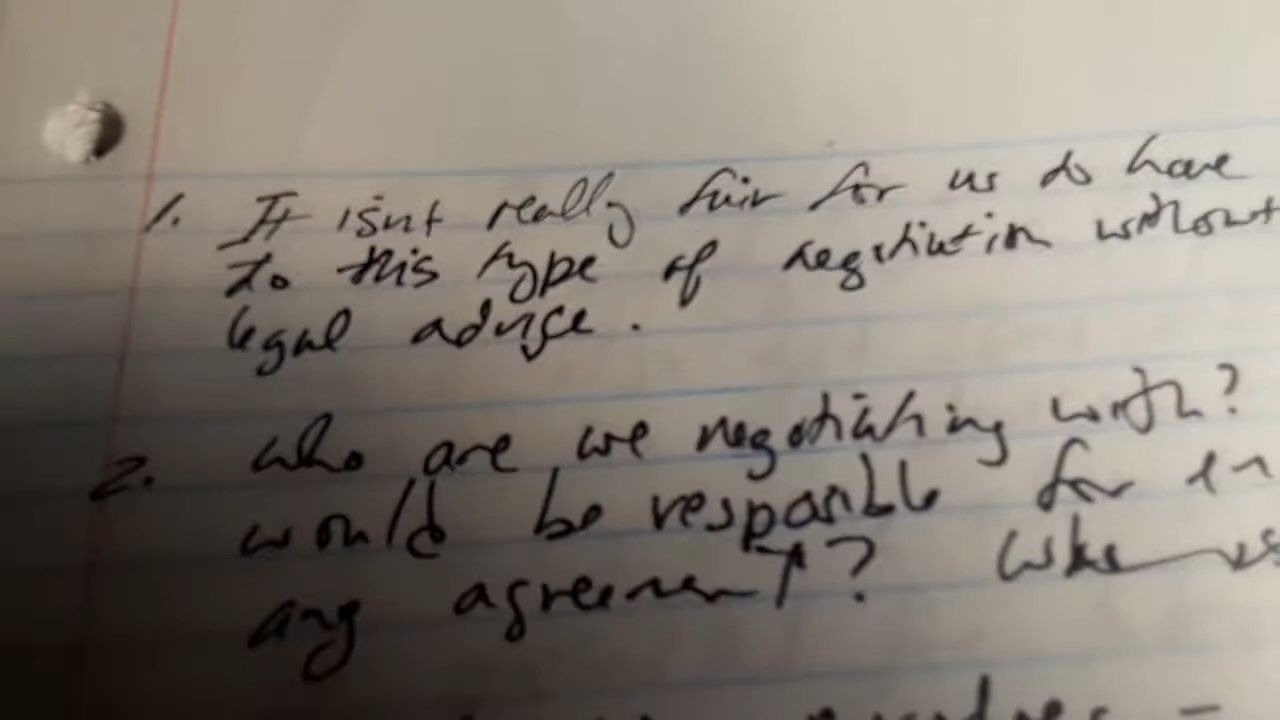 1. It isnt really fair for us to have
to this type of negotiation without
legal advise.
2. who are we negotiating with?
would be responsible for
any agreement?